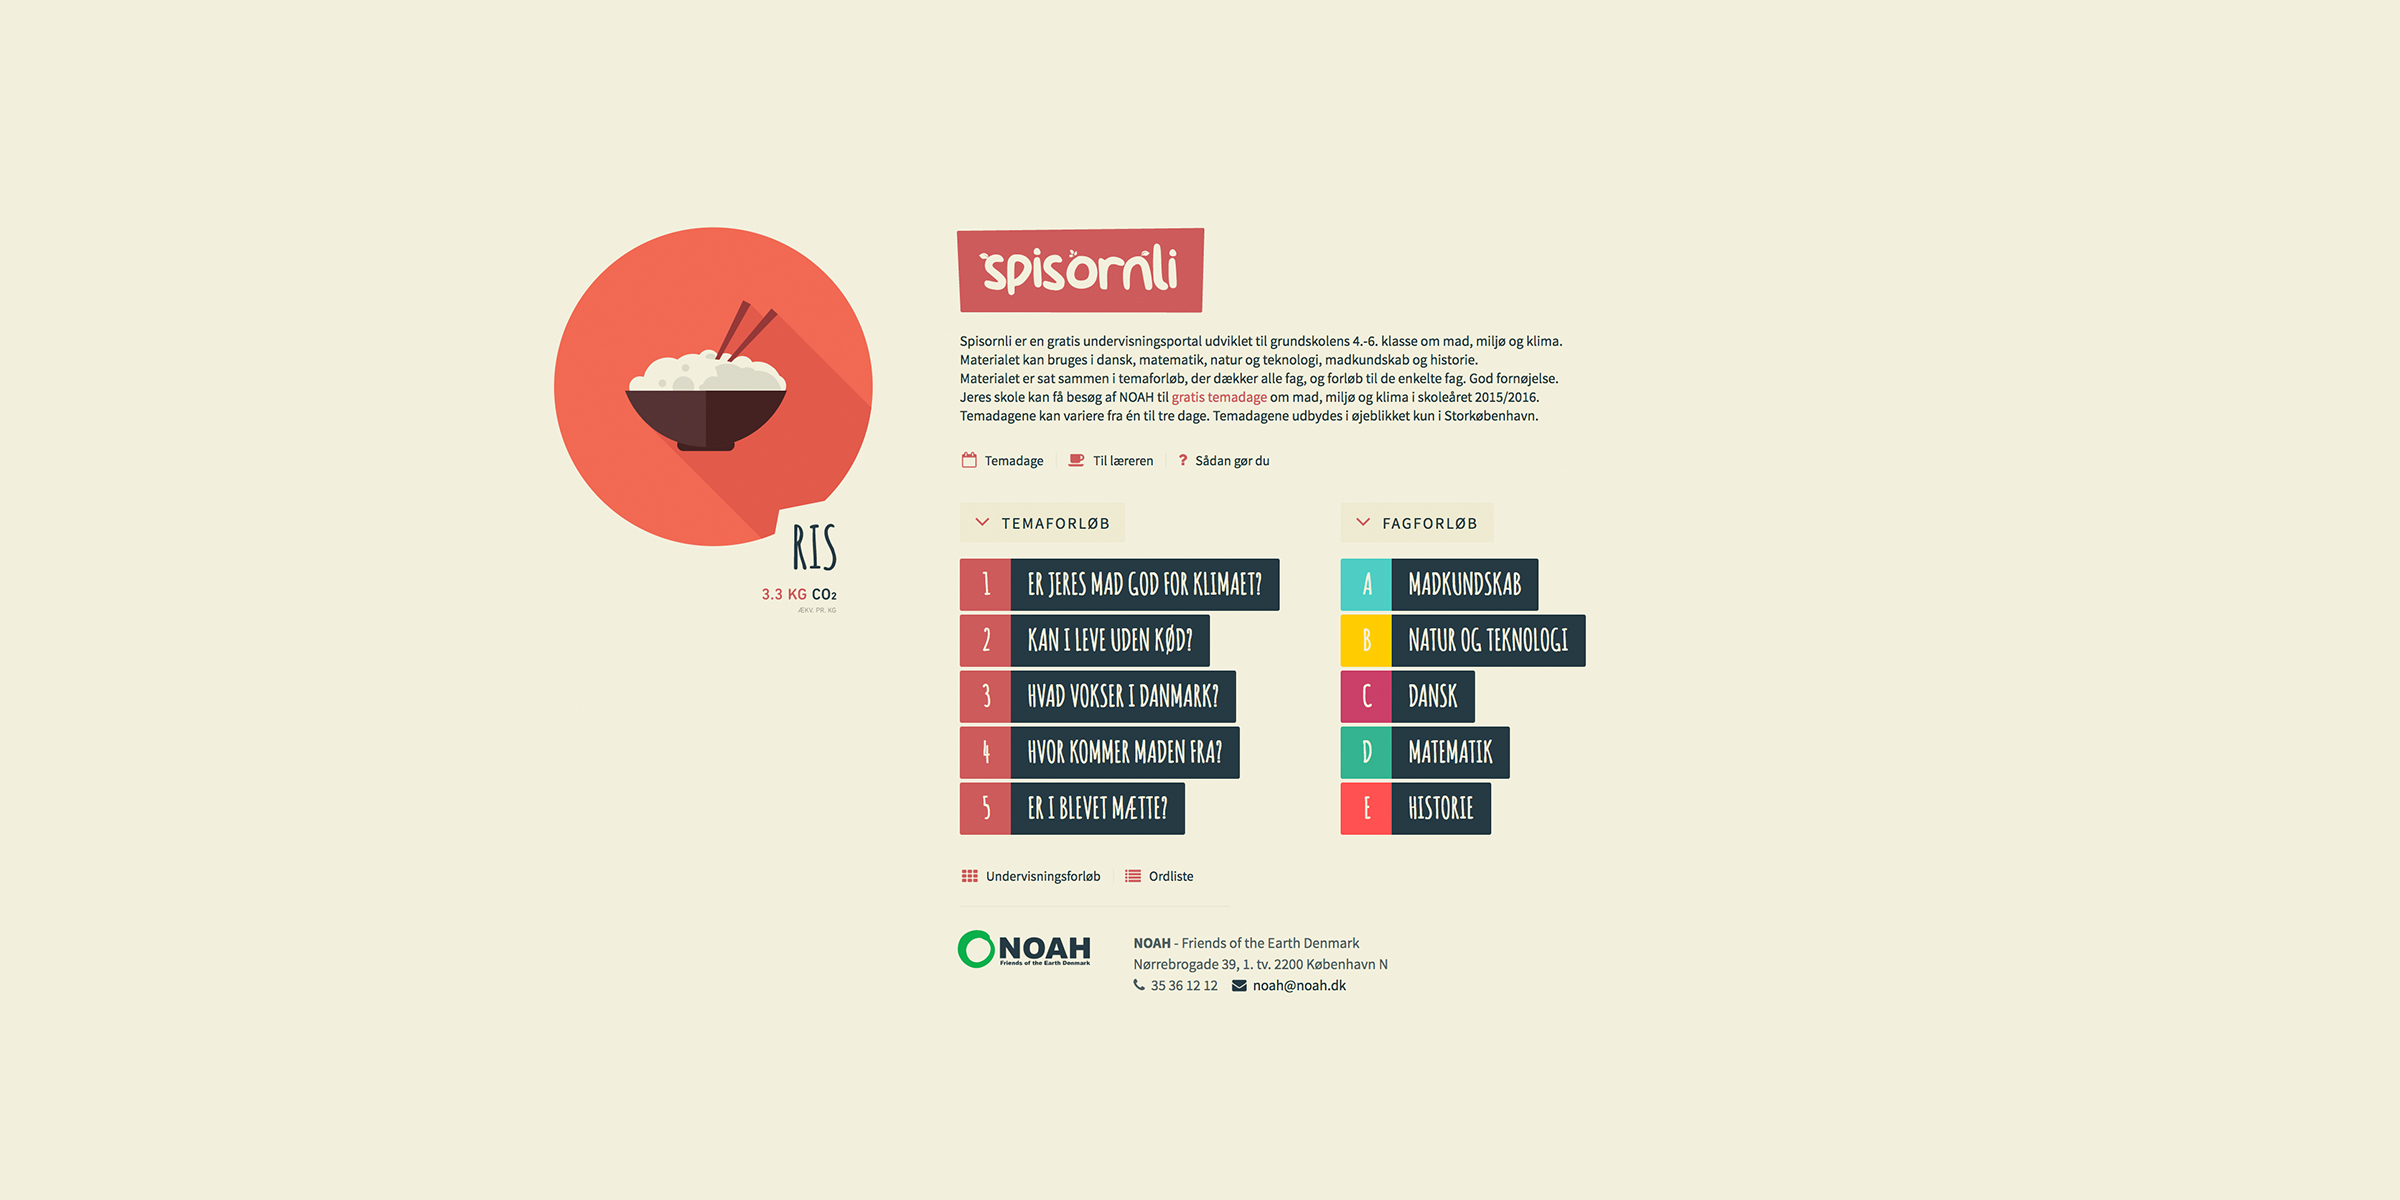 RIS
3.3 KG CO₂
ÆKV. PR. KG
spisornli
Spisornli er en gratis undervisningsportal udviklet til grundskolens 4.-6. klasse om mad, miljø og klima.
Materialet kan bruges i dansk, matematik, natur og teknologi, madkundskab og historie.
Materialet er sat sammen i temaforløb, der dækker alle fag, og forløb til de enkelte fag. God fornøjelse.
Jeres skole kan få besøg af NOAH til gratis temadage om mad, miljø og klima i skoleåret 2015/2016.
Temadagene kan variere fra én til tre dage. Temadagene udbydes i øjeblikket kun i Storkøbenhavn.
Temadage Til læreren ? Sådan gør du
TEMAFORLØB
1 ER JERES MAD GOD FOR KLIMAET?
2 KAN I LEVE UDEN KØD?
3 HVAD VOKSER I DANMARK?
4 HVOR KOMMER MADEN FRA?
5 ER I BLEVET MÆTTE?
FAGFORLØB
A MADKUNDSKAB
B NATUR OG TEKNOLOGI
C DANSK
D MATEMATIK
E HISTORIE
Undervisningsforløb Ordliste
NOAH
Friends of the Earth Denmark
NOAH - Friends of the Earth Denmark
Nørrebrogade 39, 1. tv. 2200 København N
35 36 12 12 noah@noah.dk